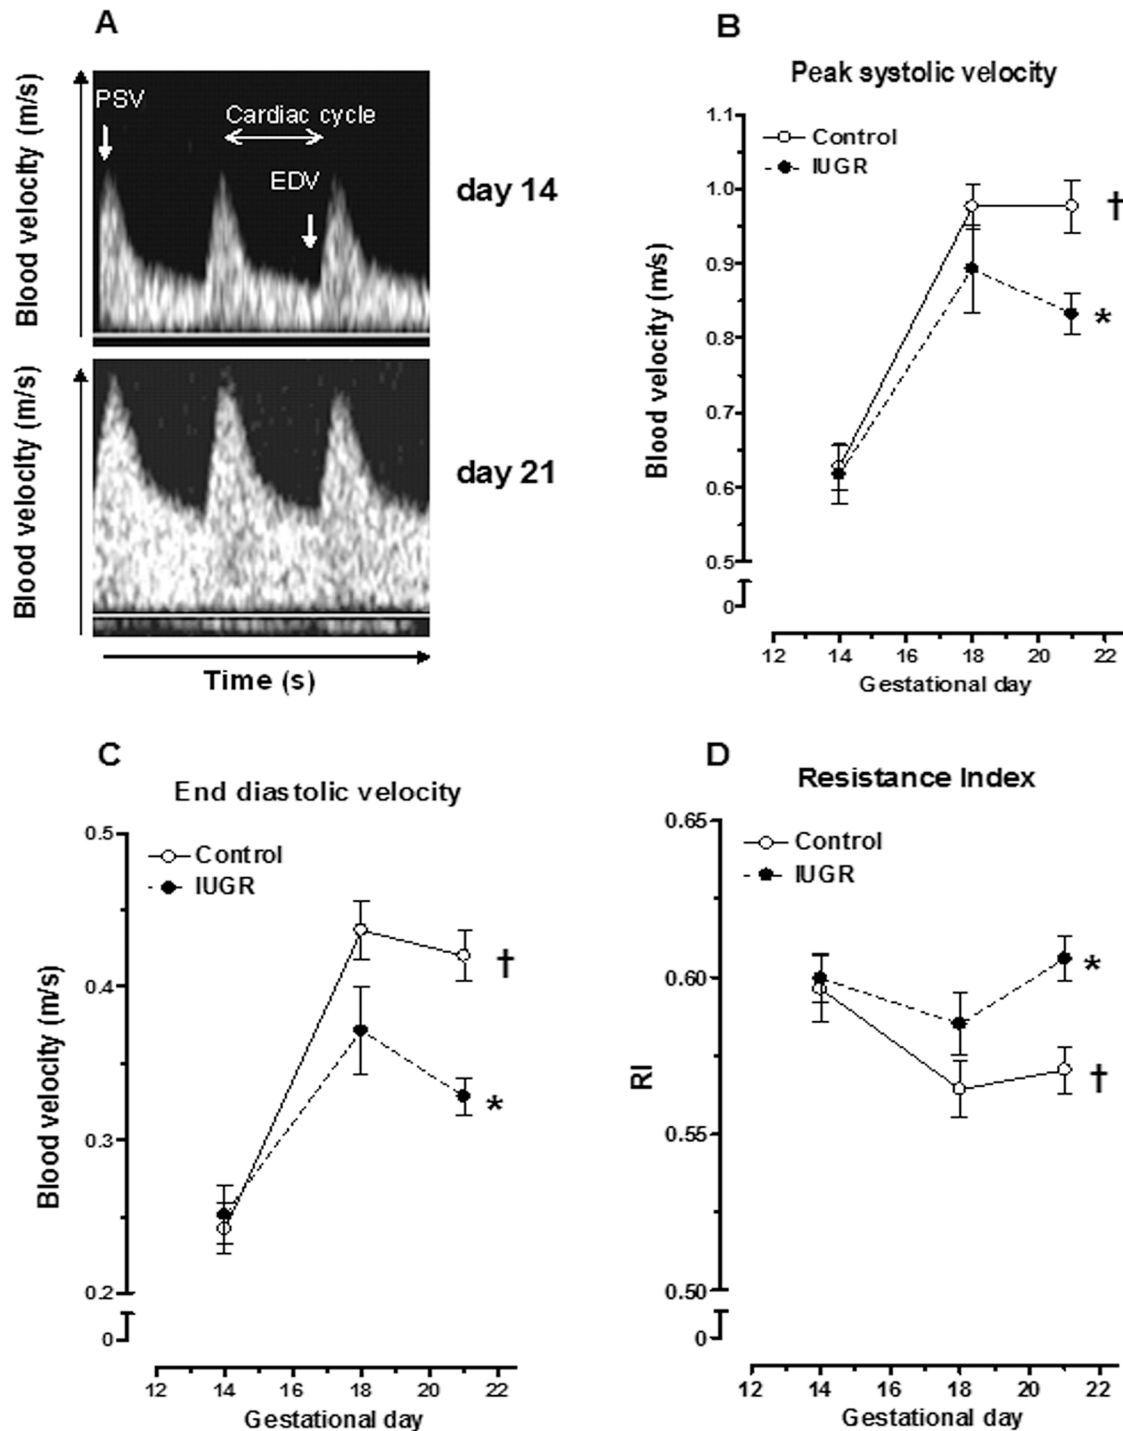 A
Blood velocity (m/s)
PSV
Cardiac cycle
EDV
day 14
Blood velocity (m/s)
day 21
Time (s)
B
Peak systolic velocity
Control
IUGR
Blood velocity (m/s)
1.1
1.0
0.9
0.8
0.7
0.6
0.5
0
†
*
12 14 16 18 20 22
Gestational day
C
End diastolic velocity
Control
IUGR
Blood velocity (m/s)
0.5
0.4
0.3
0.2
0
†
*
12 14 16 18 20 22
Gestational day
D
Resistance Index
Control
IUGR
RI
0.65
0.60
0.55
0.50
0
*
†
12 14 16 18 20 22
Gestational day